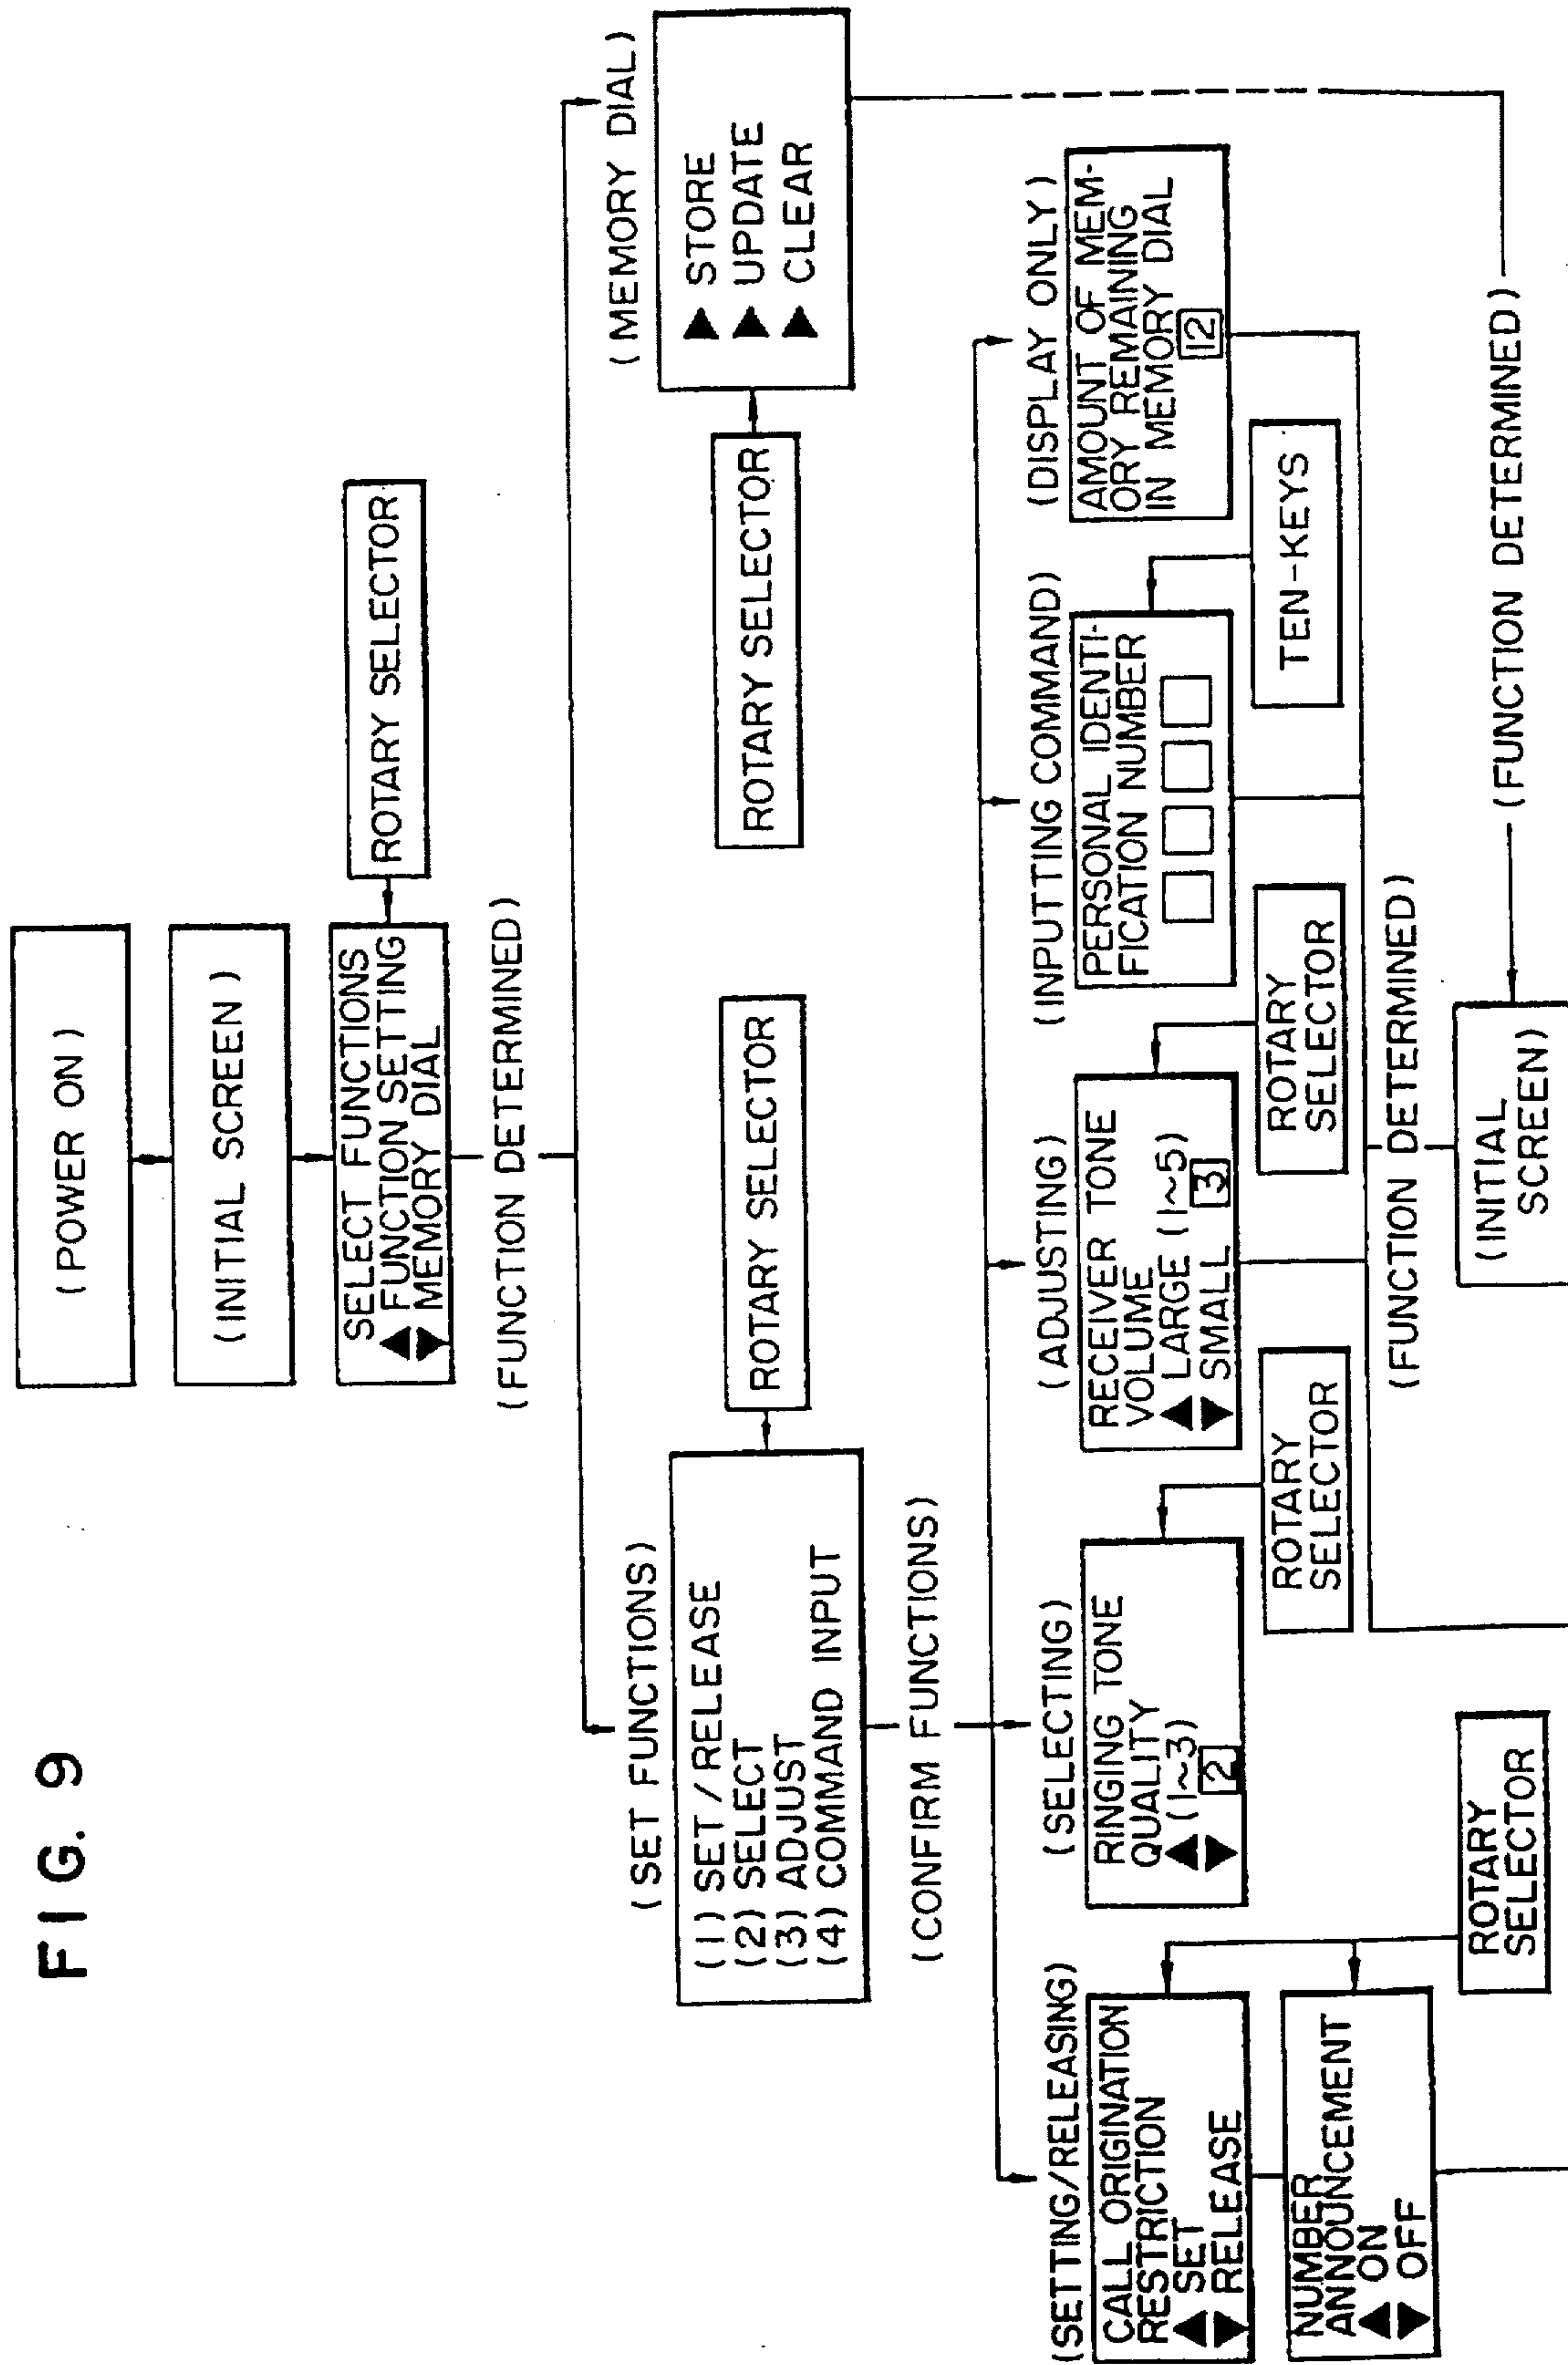 FIG. 9
(POWER ON)
(INITIAL SCREEN)
SELECT FUNCTIONS
▲ FUNCTION SETTING
▼ MEMORY DIAL
ROTARY SELECTOR
(FUNCTION DETERMINED)
(SET FUNCTIONS)
(1) SET/RELEASE
(2) SELECT
(3) ADJUST
(4) COMMAND INPUT
ROTARY SELECTOR
ROTARY SELECTOR
(MEMORY DIAL)
▶ STORE
▶ UPDATE
▶ CLEAR
(CONFIRM FUNCTIONS)
(SETTING/RELEASING)
CALL ORIGINATION
RESTRICTION
▲ SET
▼ RELEASE
NUMBER
ANNOUNCEMENT
▲ ON
▼ OFF
ROTARY
SELECTOR
(SELECTING)
RINGING TONE
QUALITY
▲ (1~3)
▼ 2
ROTARY
SELECTOR
(ADJUSTING)
RECEIVER TONE
VOLUME
▲ LARGE (1~5)
▼ SMALL 3
ROTARY
SELECTOR
(INPUTTING COMMAND)
PERSONAL IDENTI-
FICATION NUMBER
TEN-KEYS
(DISPLAY ONLY)
AMOUNT OF MEM-
ORY REMAINING
IN MEMORY DIAL
12
(FUNCTION DETERMINED)
(FUNCTION DETERMINED)
(INITIAL
SCREEN)